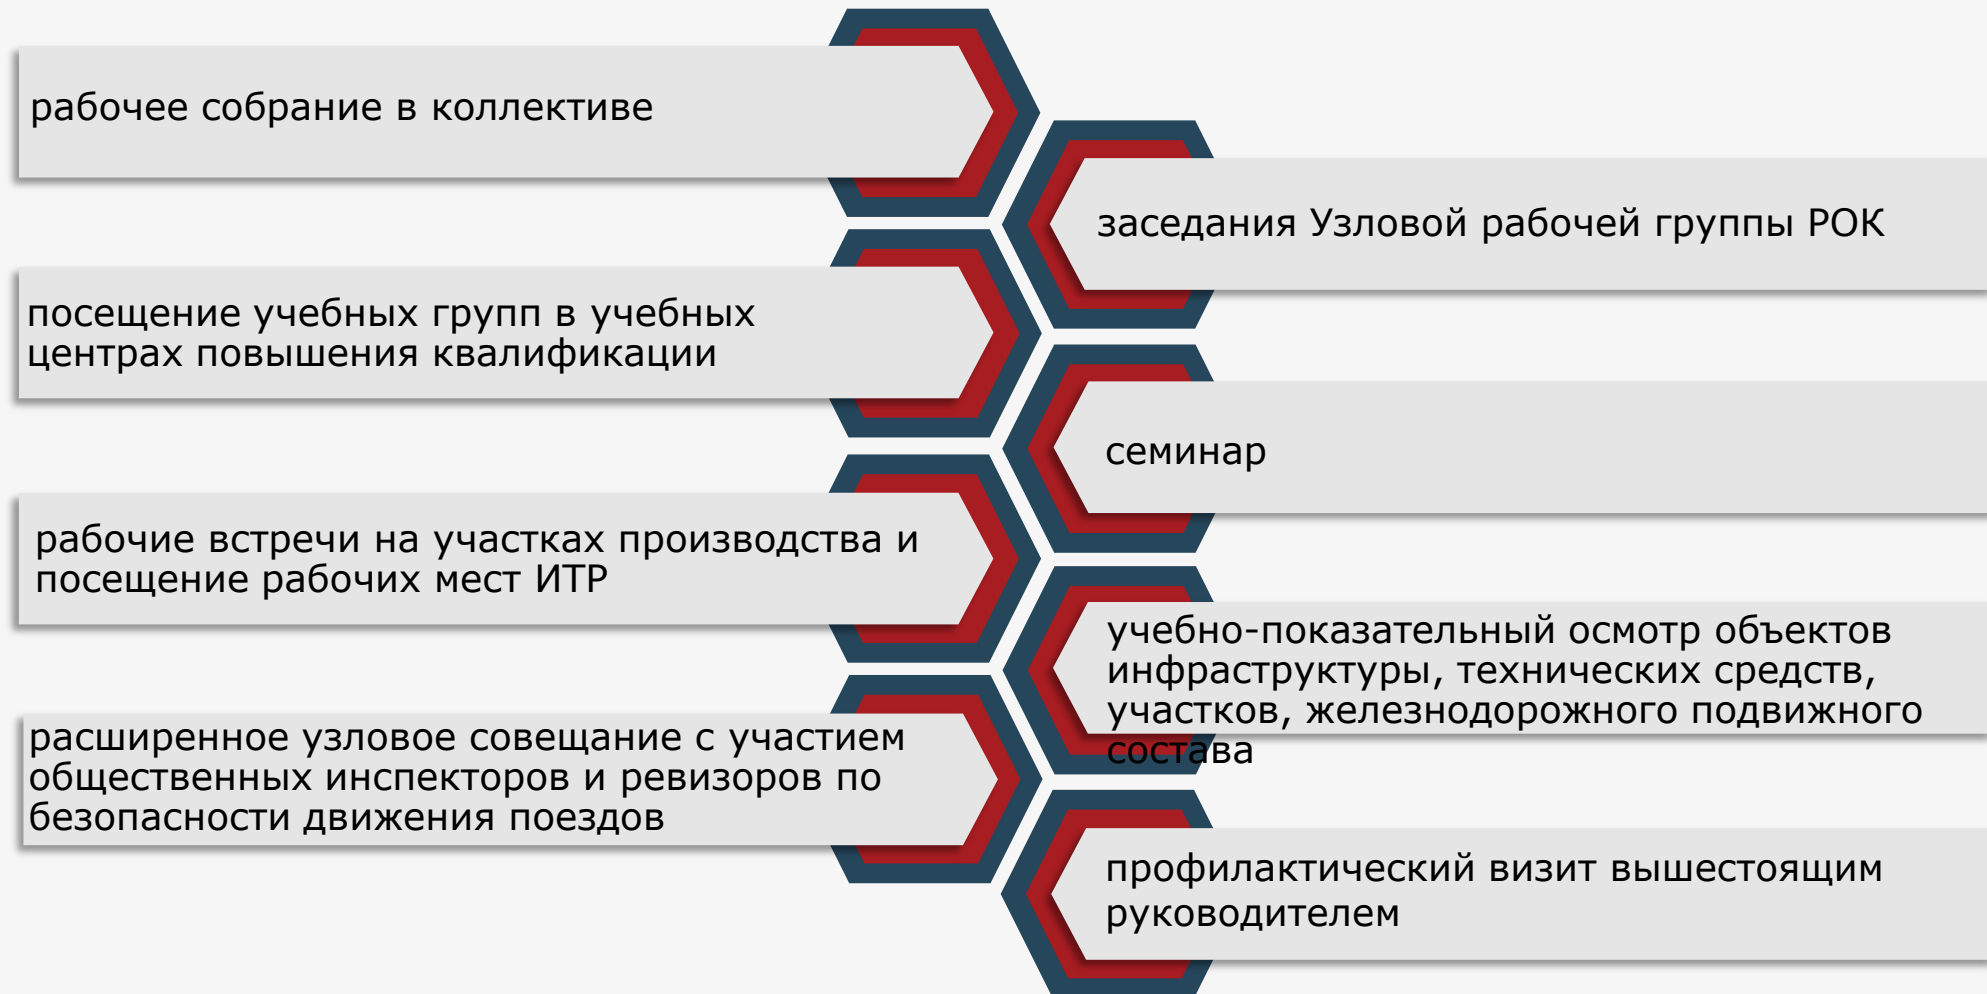 рабочее собрание в коллективе
заседания Узловой рабочей группы РОК
посещение учебных групп в учебных
центрах повышения квалификации
семинар
рабочие встречи на участках производства и
посещение рабочих мест ИТР
учебно-показательный осмотр объектов
инфраструктуры, технических средств,
участков, железнодорожного подвижного
состава
расширенное узловое совещание с участием
общественных инспекторов и ревизоров по
безопасности движения поездов
профилактический визит вышестоящим
руководителем